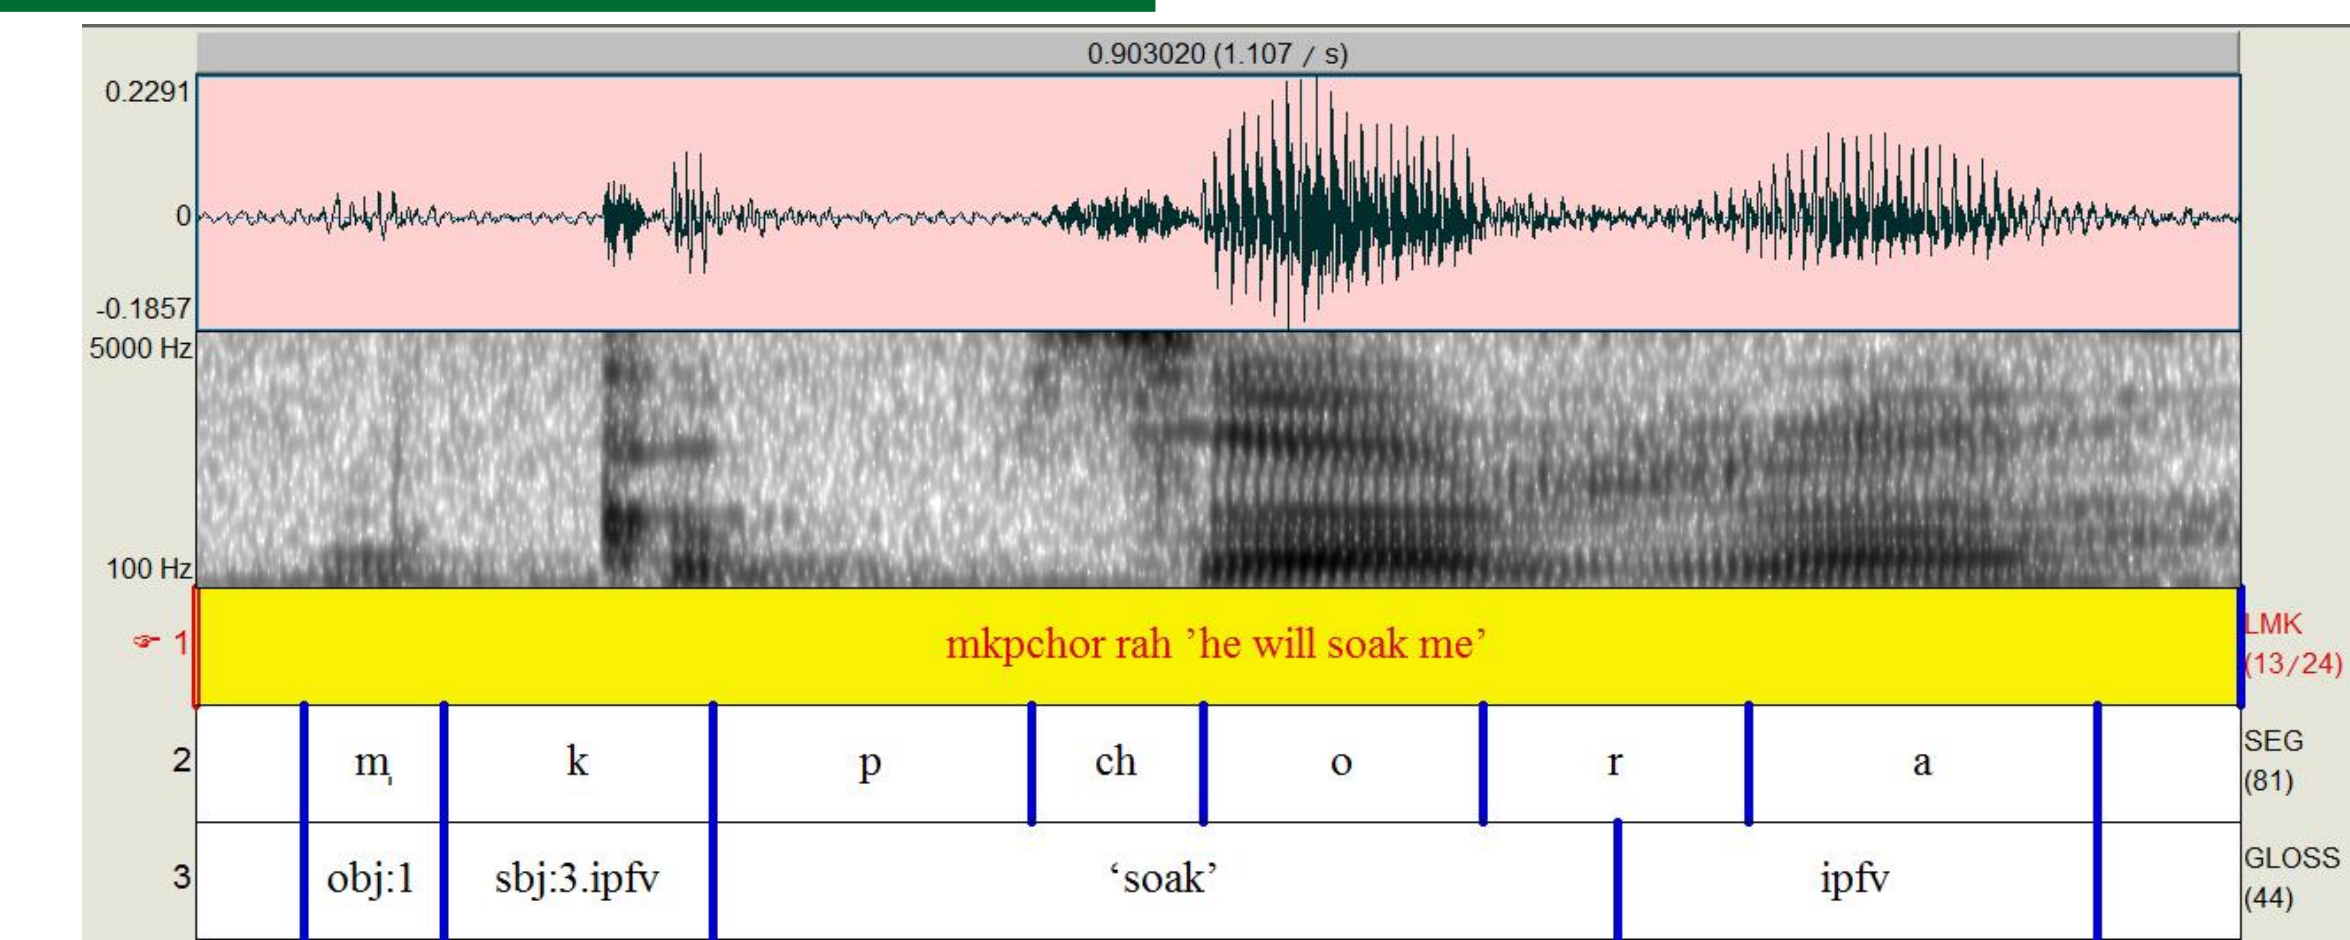 0.903020 (1.107 / s)
0.2291
0
-0.1857
5000 Hz
100 Hz
☞ 1 mkpchor rah ’he will soak me’ LMK (13/24)
2 m̩ k p ch o r a SEG (81)
3 obj:1 sbj:3.ipfv ‘soak’ ipfv GLOSS (44)